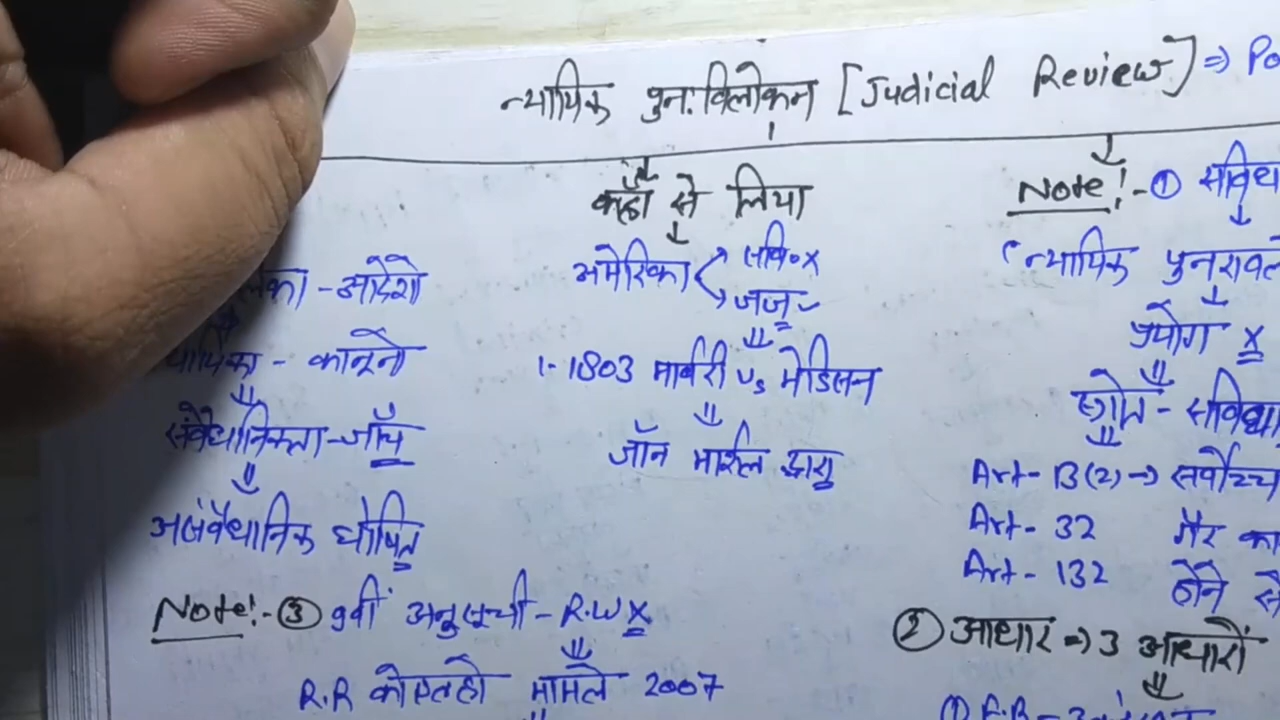 न्यायिक पुनःविलोकन [Judicial Review] ⇒ Po
कहाँ से लिया
अमेरिका
संवि॰ x
जज ✓
1-1803 मार्बरी vs मेडिसन
जॉन मार्शल द्वारा
लिका - आदेशो
यिका - कानूनो
संवैधानिकता - जाँच
असंवैधानिक घोषित
Note! - ③ 9वीं अनुसूची - R.W x
R.R कोएलहो मामले 2007
Note! - ① संविध
न्यायिक पुनराव
प्रयोग x
स्रोत - संविधा
Art - 13(2) → सर्वोच्च
Art - 32 गैर का
Art - 132 होने से
② आधार ⇒ 3 आधारों
① F.R -